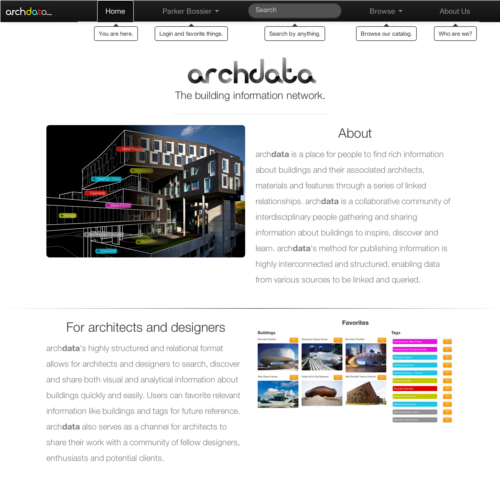 archdata...
Home
Parker Bossier
Search
Browse
About Us
You are here.
Login and favorite things.
Search by anything.
Browse our catalog.
Who are we?
archdata
The building information network.
About
archdata is a place for people to find rich information
about buildings and their associated architects,
materials and features through a series of linked
relationships. archdata is a collaborative community of
interdisciplinary people gathering and sharing
information about buildings to inspire, discover and
learn. archdata's method for publishing information is
highly interconnected and structured, enabling data
from various sources to be linked and queried.
For architects and designers
archdata's highly structured and relational format
allows for architects and designers to search, discover
and share both visual and analytical information about
buildings quickly and easily. Users can favorite relevant
information like buildings and tags for future reference.
archdata also serves as a channel for architects to
share their work with a community of fellow designers,
enthusiasts and potential clients.
Favorites
Buildings
Tags